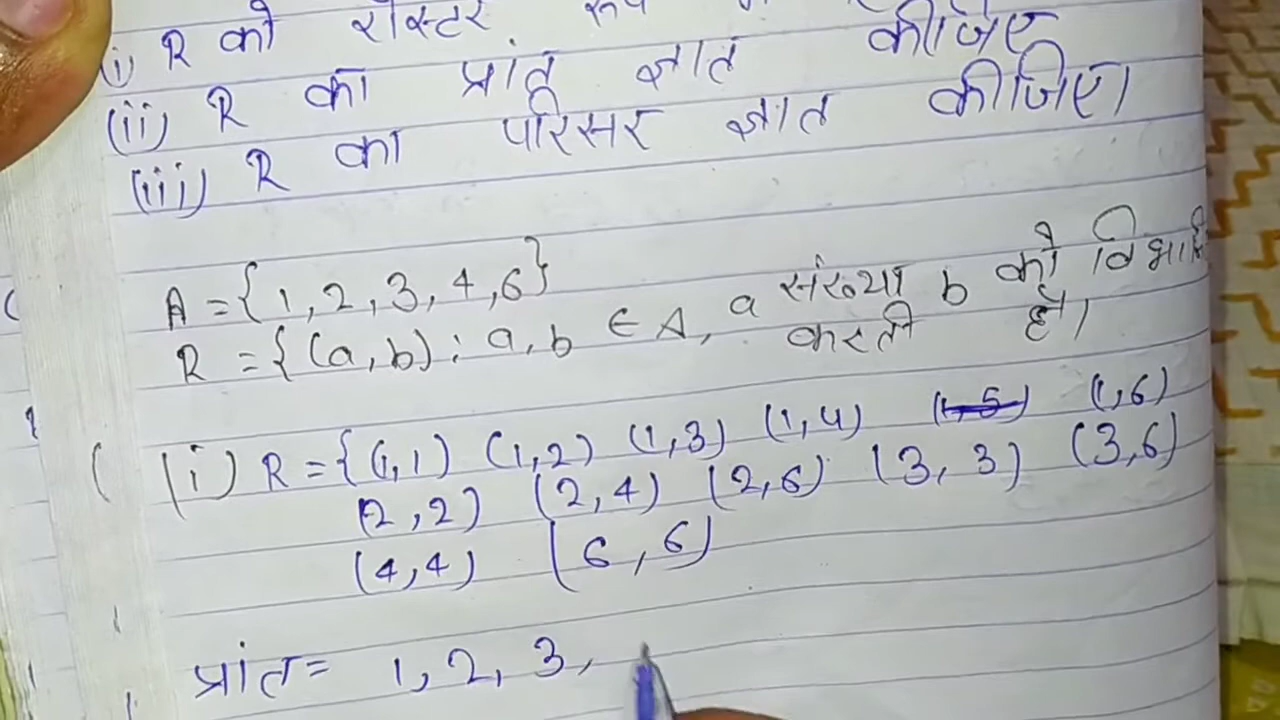 (i) R को रोस्टर रूप
(ii) R का प्रांत ज्ञात कीजिए
(iii) R का परिसर ज्ञात कीजिए।
A = {1, 2, 3, 4, 6}
R = {(a, b) : a, b ∈ A, a संख्या b को
करती है।
(i) R = {(1,1) (1,2) (1,3) (1,4) (1,5) (1,6)
(2,2) (2,4) (2,6) (3,3) (3,6)
(4,4) (6,6)
प्रांत = 1, 2, 3,